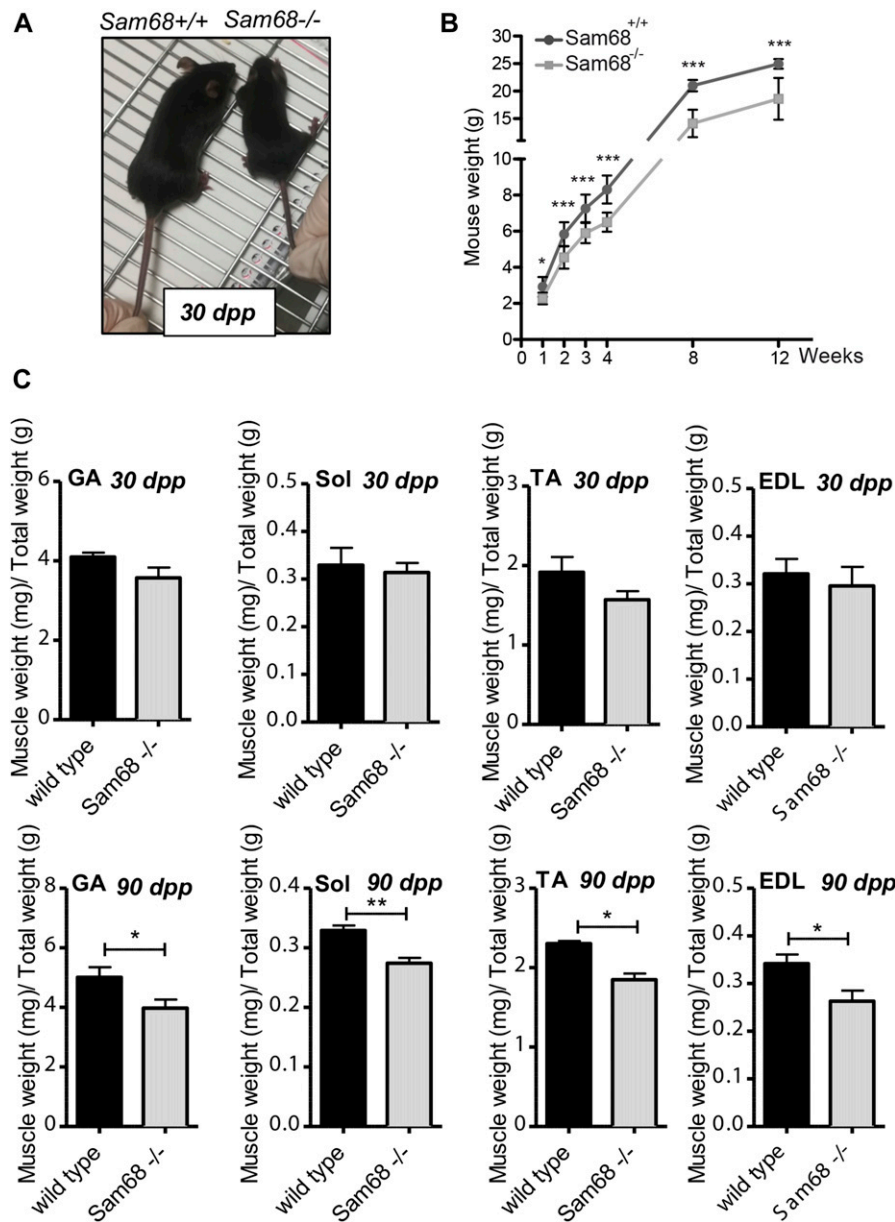 A
Sam68+/+ Sam68-/-
30 dpp
B
Sam68+/+
Sam68-/-
Mouse weight (g)
30
25
20
15
10
8
6
4
2
0
*
***
***
***
***
***
0 1 2 3 4 8 12 Weeks
C
GA 30 dpp
Muscle weight (mg)/ Total weight (g)
6
4
2
0
wild type
Sam68 -/-
Sol 30 dpp
Muscle weight (mg)/ Total weight (g)
0.5
0.4
0.3
0.2
0.1
0.0
wild type
Sam68 -/-
TA 30 dpp
Muscle weight (mg)/ Total weight (g)
3
2
1
0
wild type
Sam68 -/-
EDL 30 dpp
Muscle weight (mg)/ Total weight (g)
0.5
0.4
0.3
0.2
0.1
0.0
wild type
Sam68 -/-
GA 90 dpp
Muscle weight (mg)/ Total weight (g)
8
6
4
2
0
*
wild type
Sam68 -/-
Sol 90 dpp
Muscle weight (mg)/ Total weight (g)
0.4
0.3
0.2
0.1
0.0
**
wild type
Sam68 -/-
TA 90 dpp
Muscle weight (mg)/ Total weight (g)
3
2
1
0
*
wild type
Sam68 -/-
EDL 90 dpp
Muscle weight (mg)/ Total weight (g)
0.5
0.4
0.3
0.2
0.1
0.0
*
wild type
Sam68 -/-